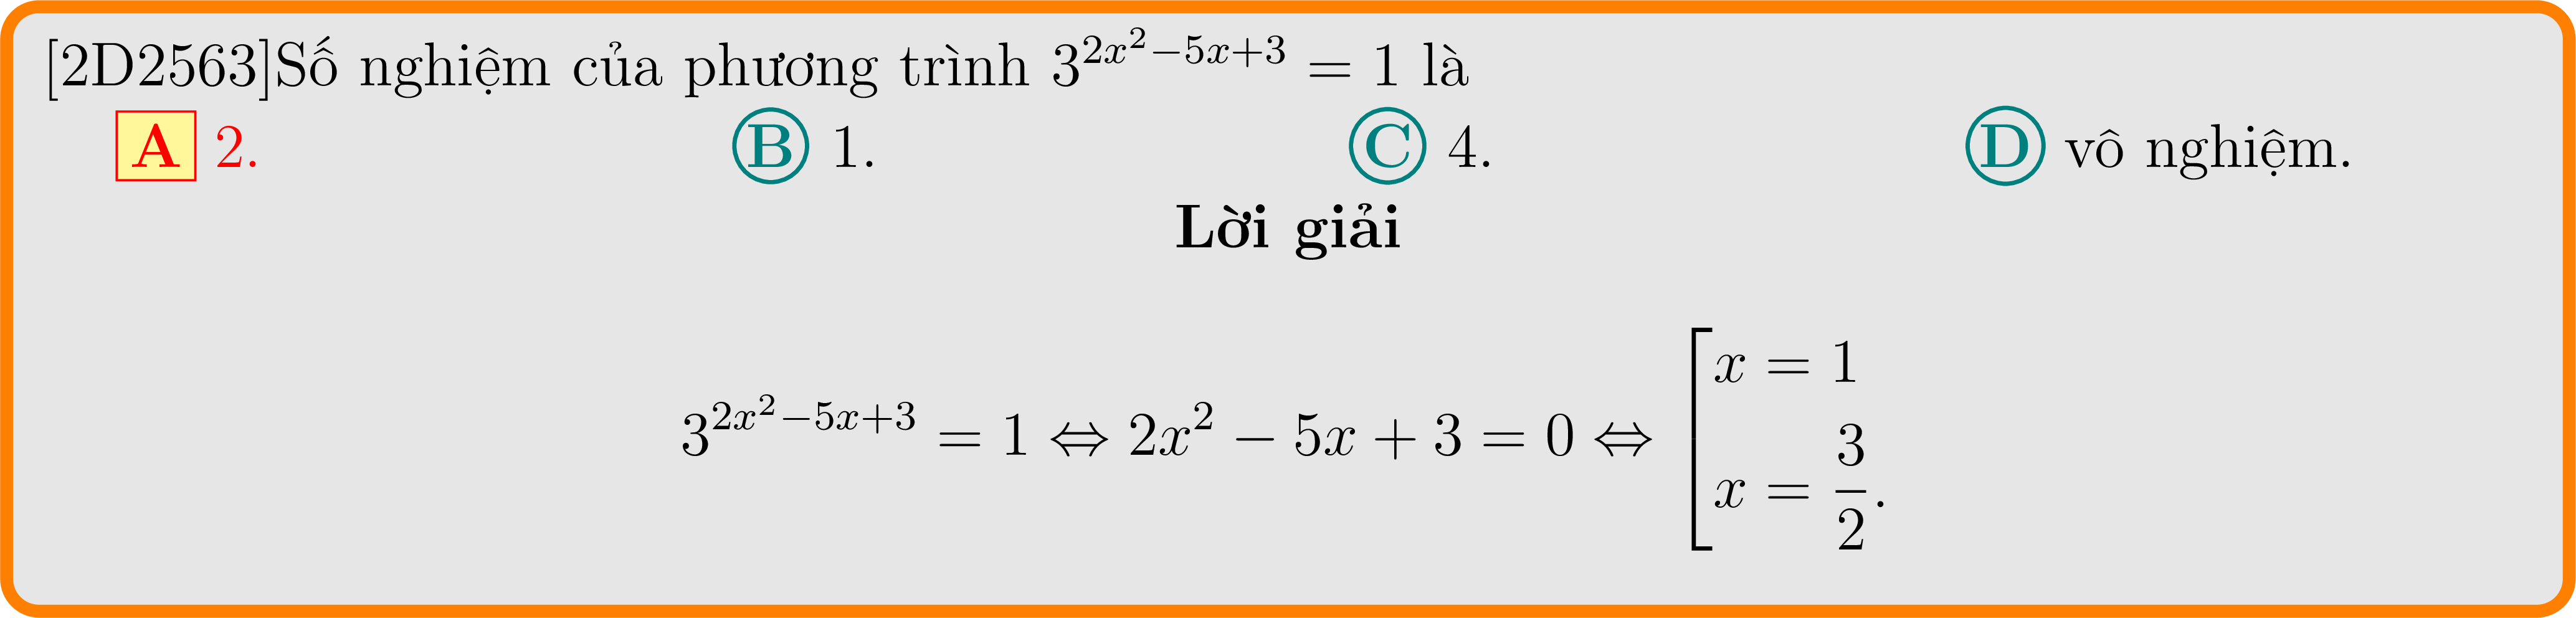 [2D2563]Số nghiệm của phương trình $3^{2x^2-5x+3} = 1$ là
A 2. B 1. C 4. D vô nghiệm.
Lời giải
$3^{2x^2-5x+3} = 1 \Leftrightarrow 2x^2 - 5x + 3 = 0 \Leftrightarrow \left[\begin{array}{l} x = 1 \\ x = \dfrac{3}{2}. \end{array}\right.$